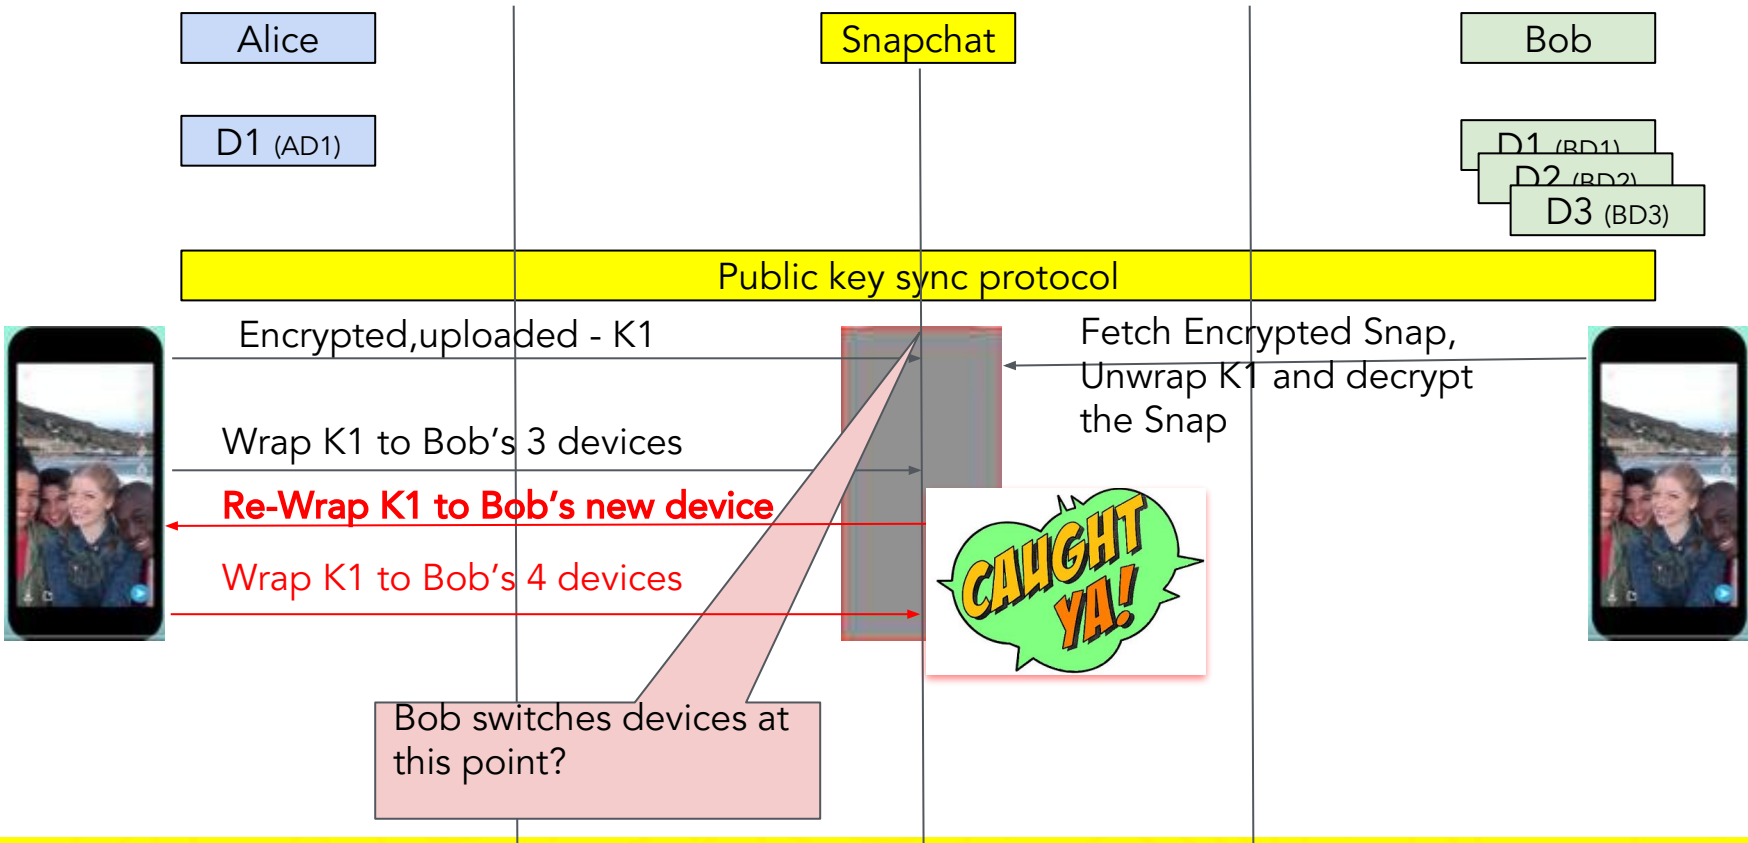 Alice
Snapchat
Bob
D1 (AD1)
D1 (BD1)
D2 (BD2)
D3 (BD3)
Public key sync protocol
Encrypted,uploaded - K1
Fetch Encrypted Snap,
Unwrap K1 and decrypt
the Snap
Wrap K1 to Bob’s 3 devices
Re-Wrap K1 to Bob’s new device
CAUGHT
YA!
Wrap K1 to Bob’s 4 devices
Bob switches devices at
this point?